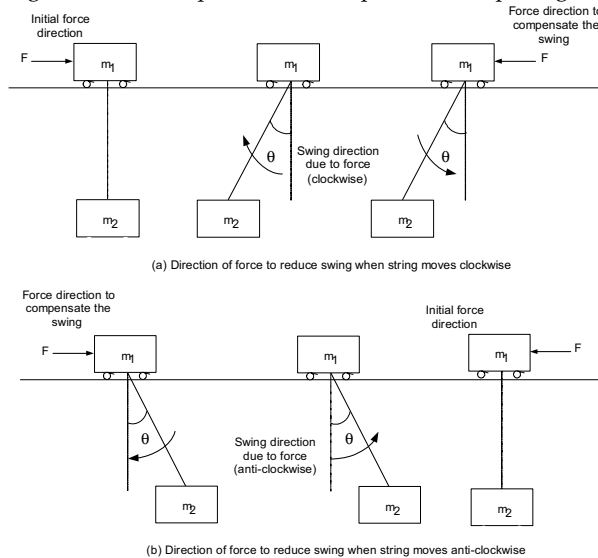 Initial force
direction
F
m1
m1
m1
Force direction to
compensate the
swing
F
θ
Swing direction
due to force
(clockwise)
θ
m2
m2
m2
(a) Direction of force to reduce swing when string moves clockwise
Force direction to
compensate the
swing
F
m1
m1
Initial force
direction
m1
F
θ
Swing direction
due to force
(anti-clockwise)
θ
m2
m2
m2
(b) Direction of force to reduce swing when string moves anti-clockwise